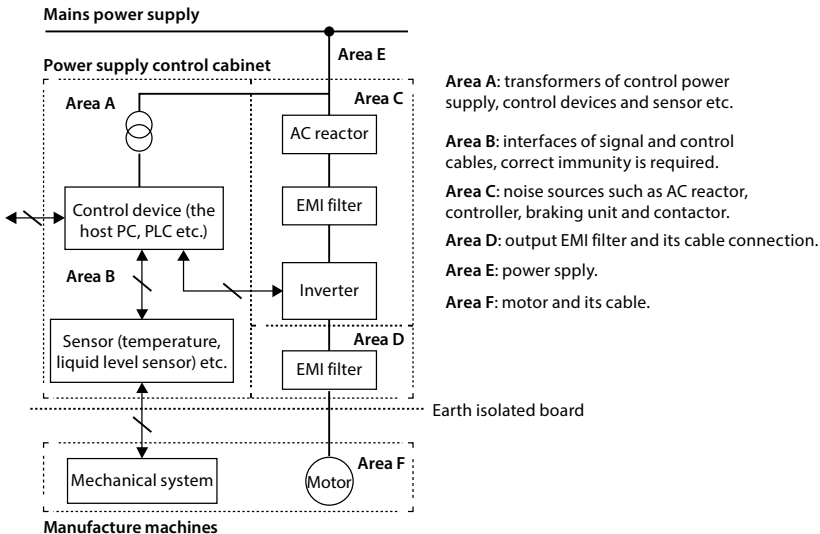 Mains power supply
Area E
Power supply control cabinet
Area A
Area C
AC reactor
Control device (the
host PC, PLC etc.)
EMI filter
Area B
Inverter
Sensor (temperature,
liquid level sensor) etc.
Area D
EMI filter
Earth isolated board
Mechanical system
Area F
Motor
Manufacture machines
Area A: transformers of control power
supply, control devices and sensor etc.
Area B: interfaces of signal and control
cables, correct immunity is required.
Area C: noise sources such as AC reactor,
controller, braking unit and contactor.
Area D: output EMI filter and its cable connection.
Area E: power spply.
Area F: motor and its cable.